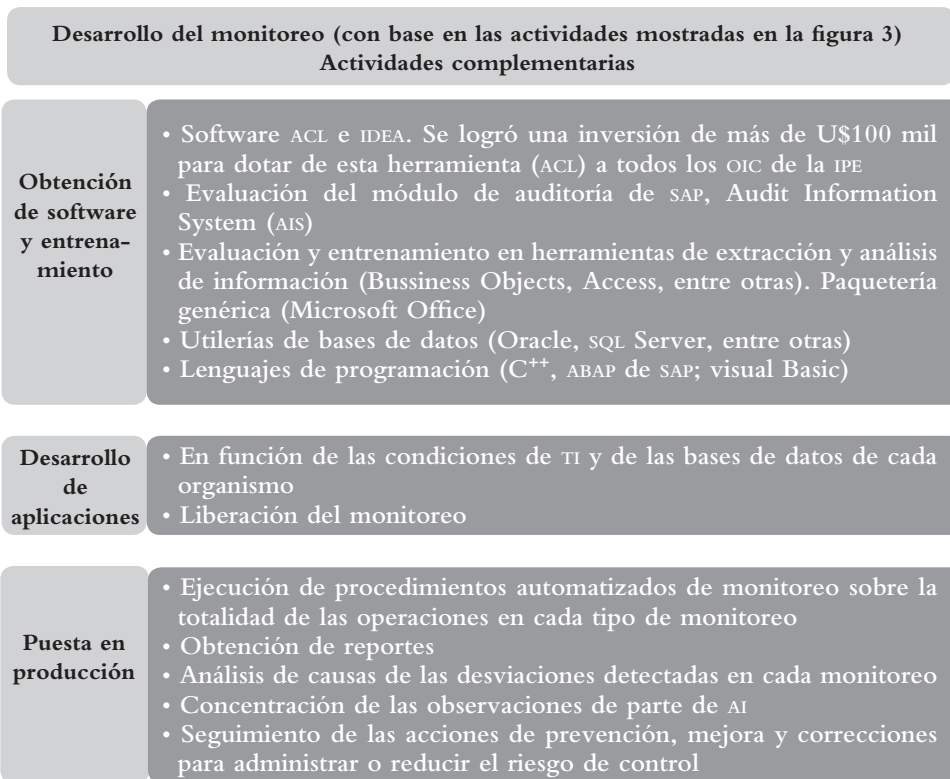 Desarrollo del monitoreo (con base en las actividades mostradas en la figura 3)
Actividades complementarias
Obtención
de software
y entrena-
miento
• Software ACL e IDEA. Se logró una inversión de más de U$100 mil
para dotar de esta herramienta (ACL) a todos los OIC de la IPE
• Evaluación del módulo de auditoría de SAP, Audit Information
System (AIS)
• Evaluación y entrenamiento en herramientas de extracción y análisis
de información (Bussiness Objects, Access, entre otras). Paquetería
genérica (Microsoft Office)
• Utilerías de bases de datos (Oracle, SQL Server, entre otras)
• Lenguajes de programación (C++, ABAP de SAP; visual Basic)
Desarrollo
de
aplicaciones
• En función de las condiciones de TI y de las bases de datos de cada
organismo
• Liberación del monitoreo
Puesta en
producción
• Ejecución de procedimientos automatizados de monitoreo sobre la
totalidad de las operaciones en cada tipo de monitoreo
• Obtención de reportes
• Análisis de causas de las desviaciones detectadas en cada monitoreo
• Concentración de las observaciones de parte de AI
• Seguimiento de las acciones de prevención, mejora y correcciones
para administrar o reducir el riesgo de control